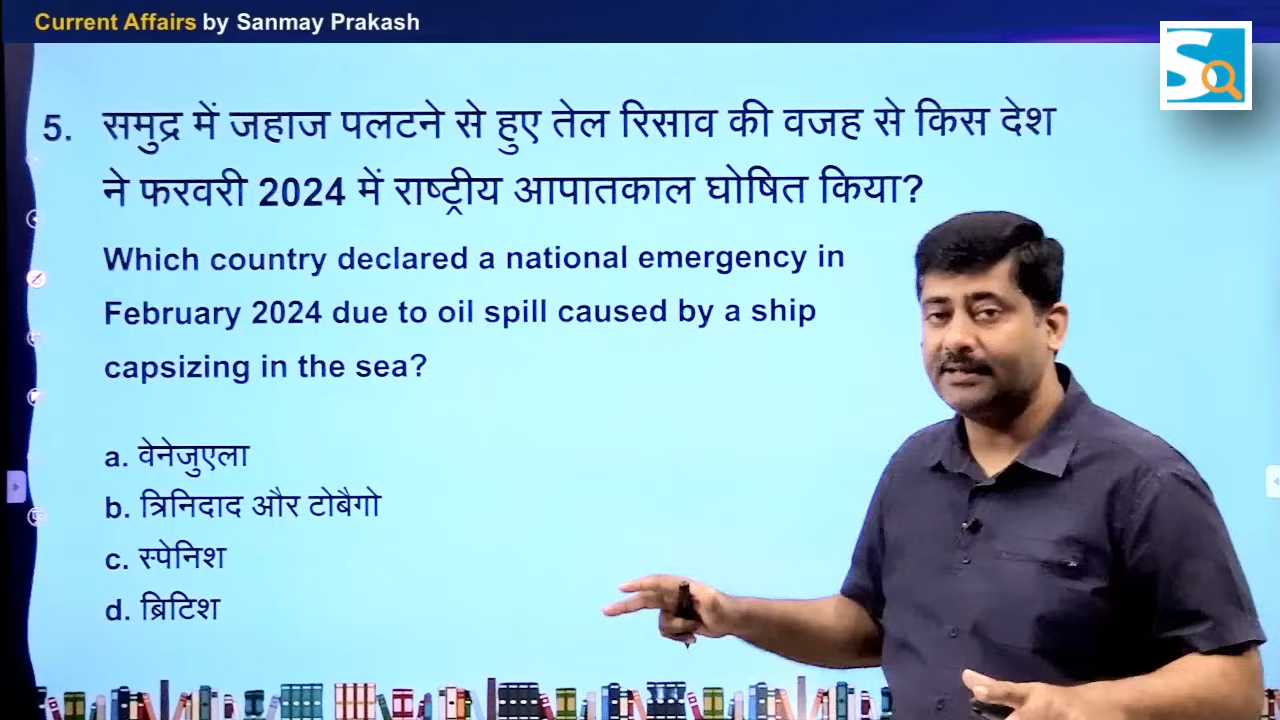 Current Affairs by Sanmay Prakash
SQ
5. समुद्र में जहाज पलटने से हुए तेल रिसाव की वजह से किस देश
ने फरवरी 2024 में राष्ट्रीय आपातकाल घोषित किया?
Which country declared a national emergency in
February 2024 due to oil spill caused by a ship
capsizing in the sea?
a. वेनेजुएला
b. त्रिनिदाद और टोबैगो
c. स्पेनिश
d. ब्रिटिश